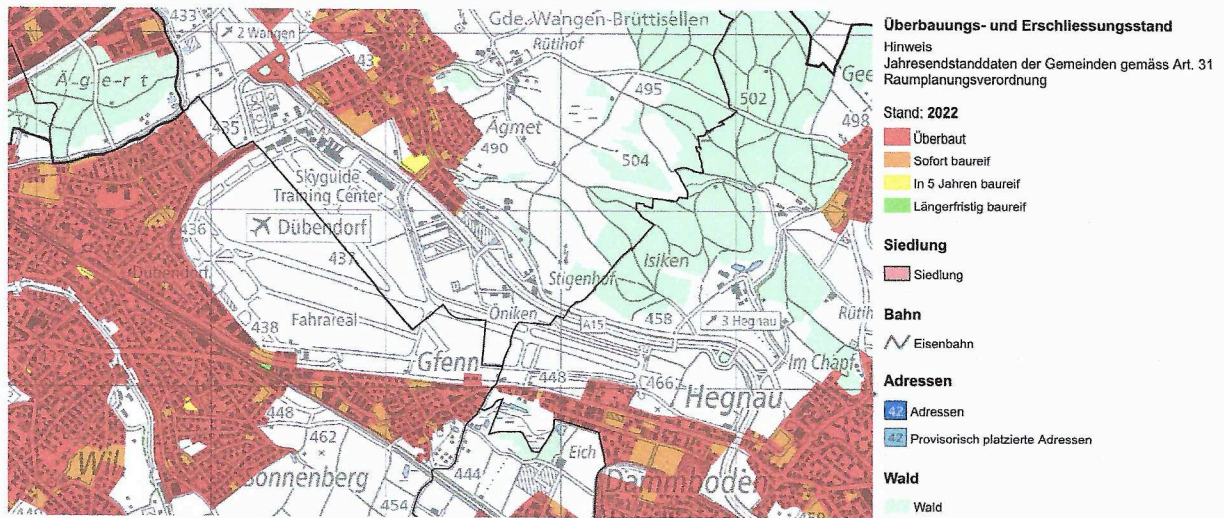 433
2 Wangen
Gde. Wangen-Brüttisellen
Rütihof
Ä-g-e-r-t
435
495
502
498
Ägmet
490
504
Skyguide
Training Center
Dübendorf
436
437
Dübendorf
Isiken
Stigenhof
Fahrareal
438
Oniken
A15
458
3 Hegnau
Gfenn
448
466
Im Chapf
Hegnau
448
462
Eich
444
Wil
Sonnenberg
454
Dammboden
Überbauungs- und Erschliessungsstand
Hinweis
Jahresendstanddaten der Gemeinden gemäss Art. 31
Raumplanungsverordnung
Stand: 2022
Überbaut
Sofort baureif
In 5 Jahren baureif
Längerfristig baureif
Siedlung
Siedlung
Bahn
Eisenbahn
Adressen
42 Adressen
42 Provisorisch platzierte Adressen
Wald
Wald